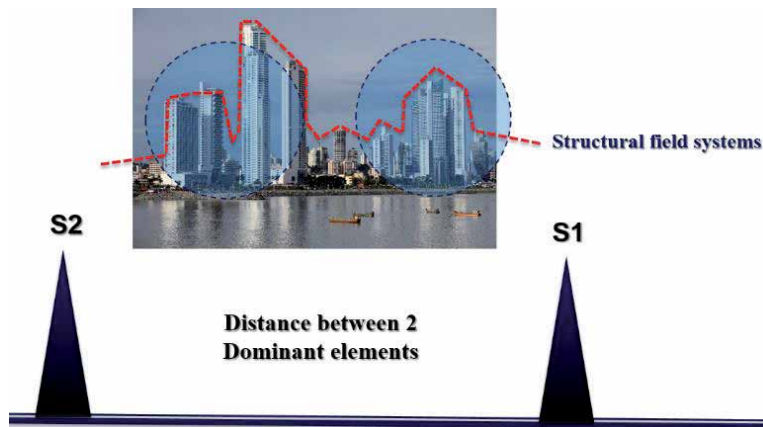 Structural field systems
S2
S1
Distance between 2
Dominant elements